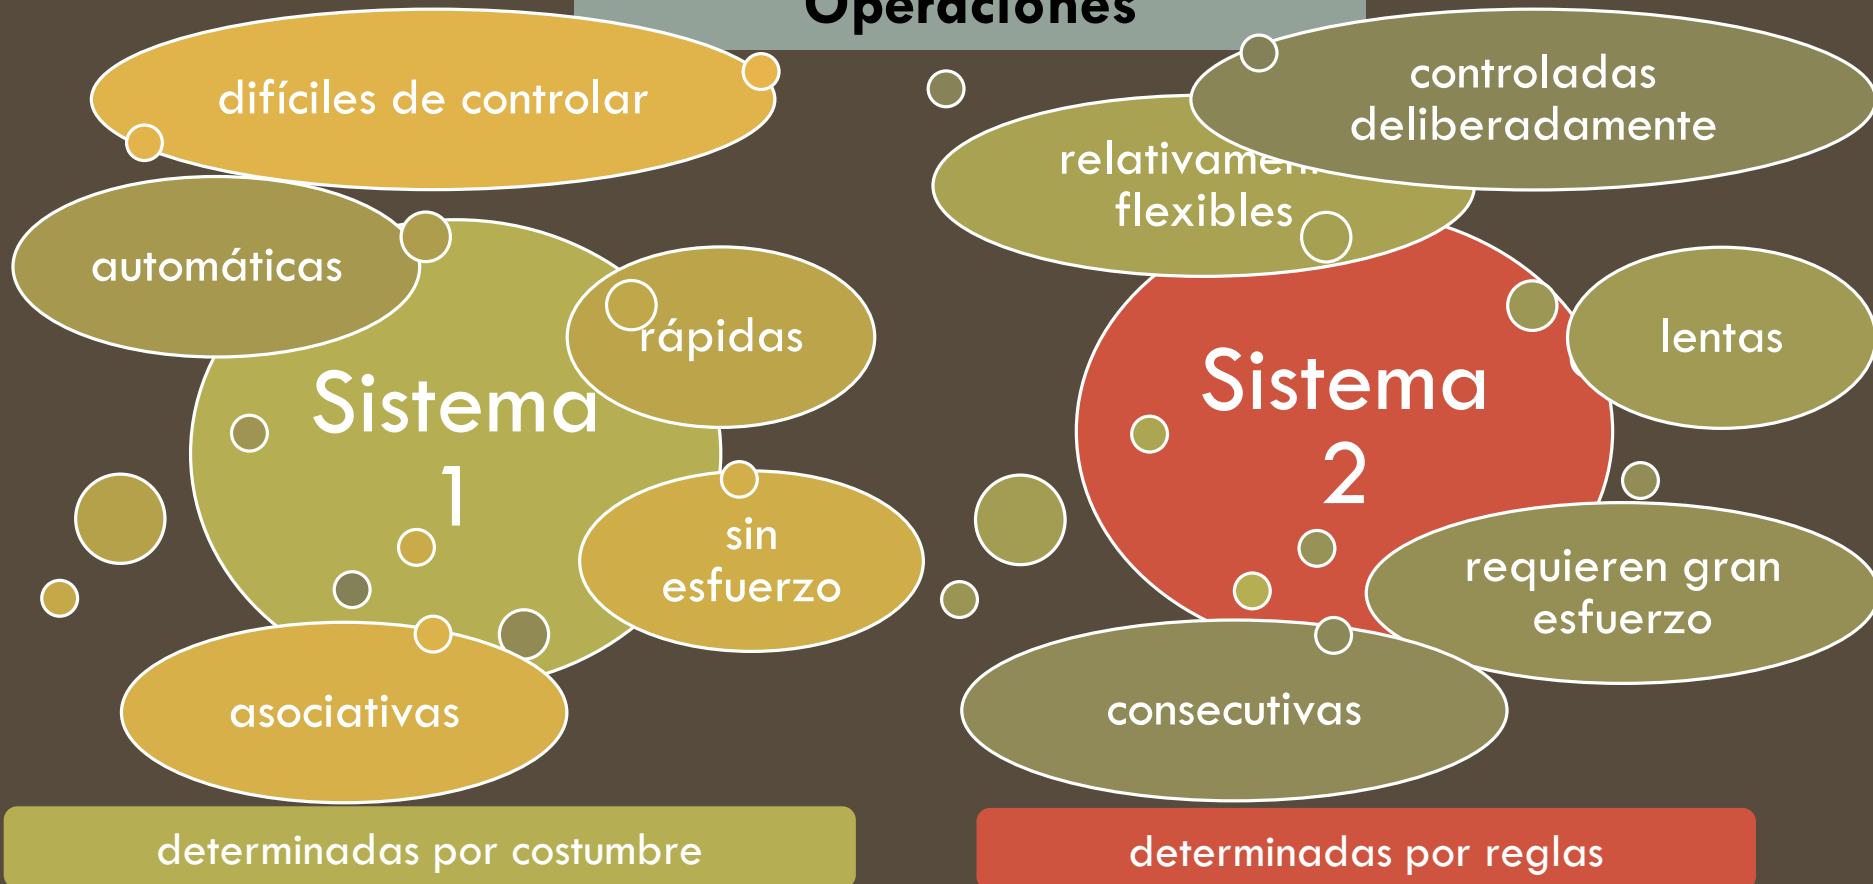 Operaciones
difíciles de controlar
automáticas
rápidas
Sistema
1
sin
esfuerzo
asociativas
determinadas por costumbre
controladas
deliberadamente
flexibles
lentas
Sistema
2
requieren gran
esfuerzo
consecutivas
determinadas por reglas